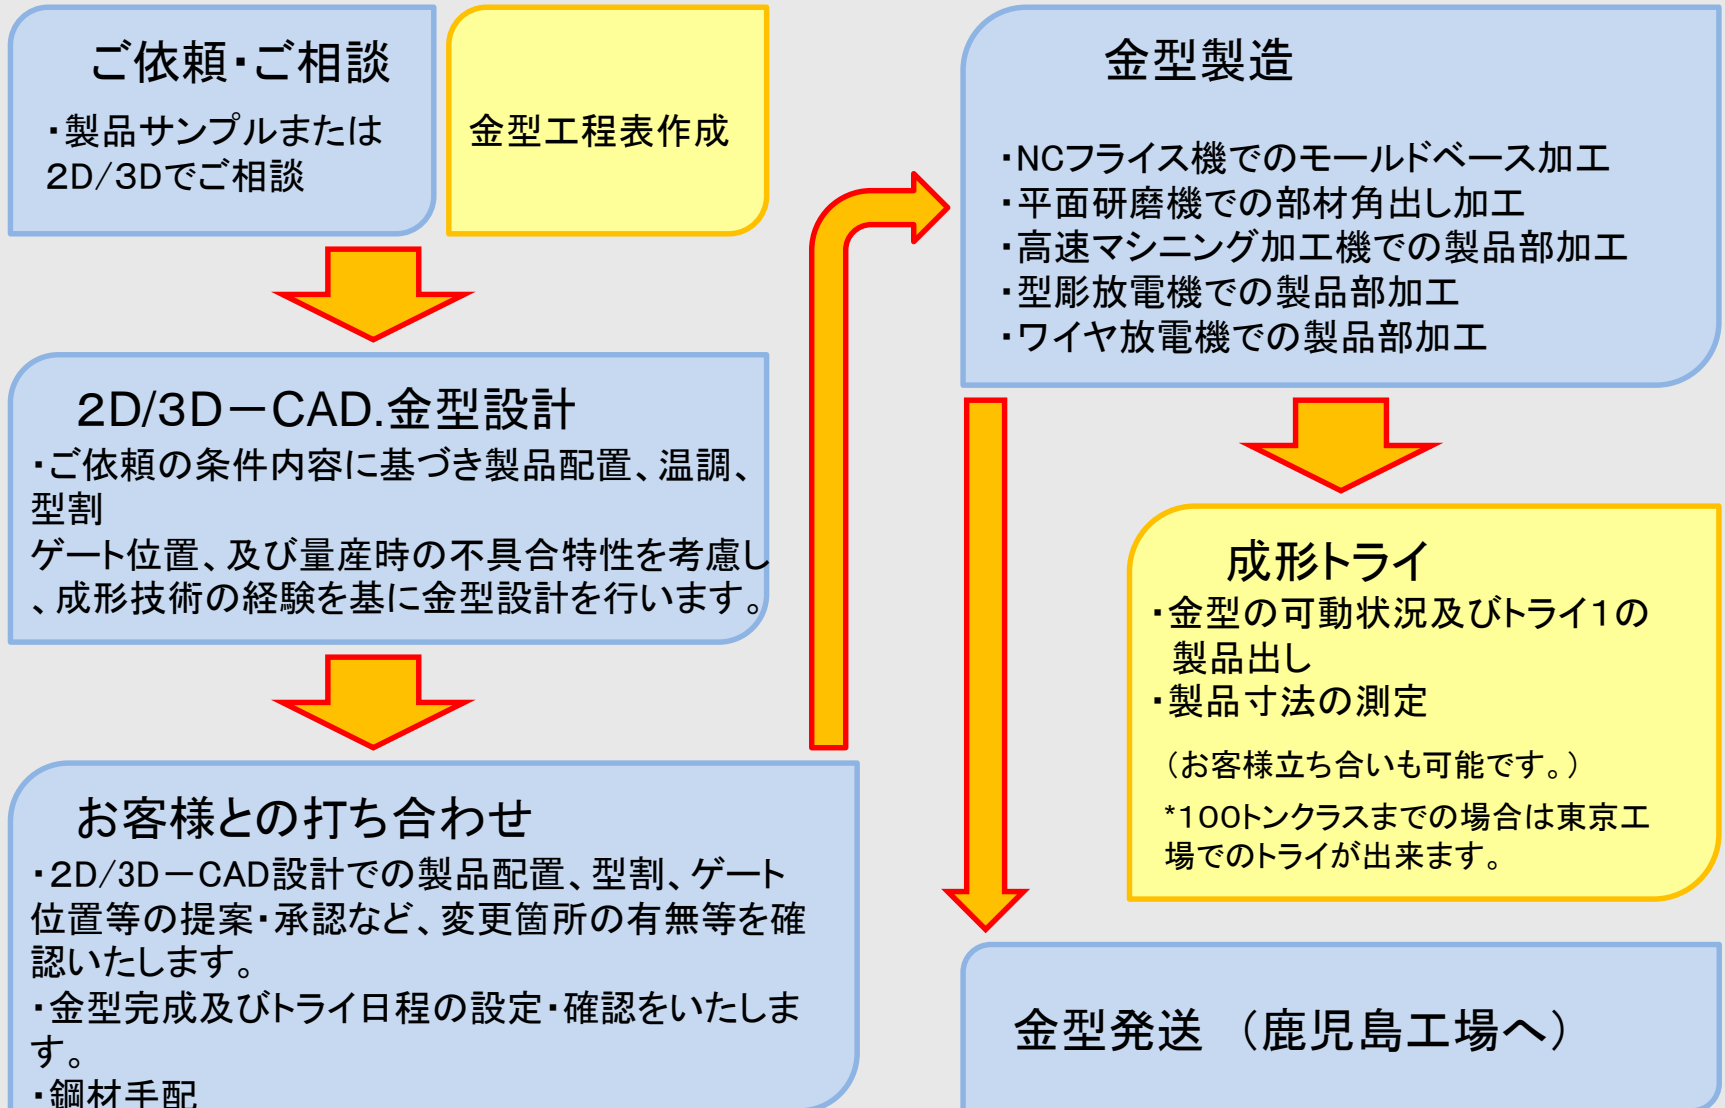 ご依頼・ご相談
・製品サンプルまたは
2D/3Dでご相談
金型工程表作成
2D/3D－CAD.金型設計
・ご依頼の条件内容に基づき製品配置、温調、
型割
ゲート位置、及び量産時の不具合特性を考慮し
、成形技術の経験を基に金型設計を行います。
お客様との打ち合わせ
・2D/3D－CAD設計での製品配置、型割、ゲート
位置等の提案・承認など、変更箇所の有無等を確
認いたします。
・金型完成及びトライ日程の設定・確認をいたしま
す。
・鋼材手配
金型製造
・NCフライス機でのモールドベース加工
・平面研磨機での部材角出し加工
・高速マシニング加工機での製品部加工
・型彫放電機での製品部加工
・ワイヤ放電機での製品部加工
成形トライ
・金型の可動状況及びトライ１の
製品出し
・製品寸法の測定
（お客様立ち合いも可能です。）
*１００トンクラスまでの場合は東京工
場でのトライが出来ます。
金型発送 （鹿児島工場へ）